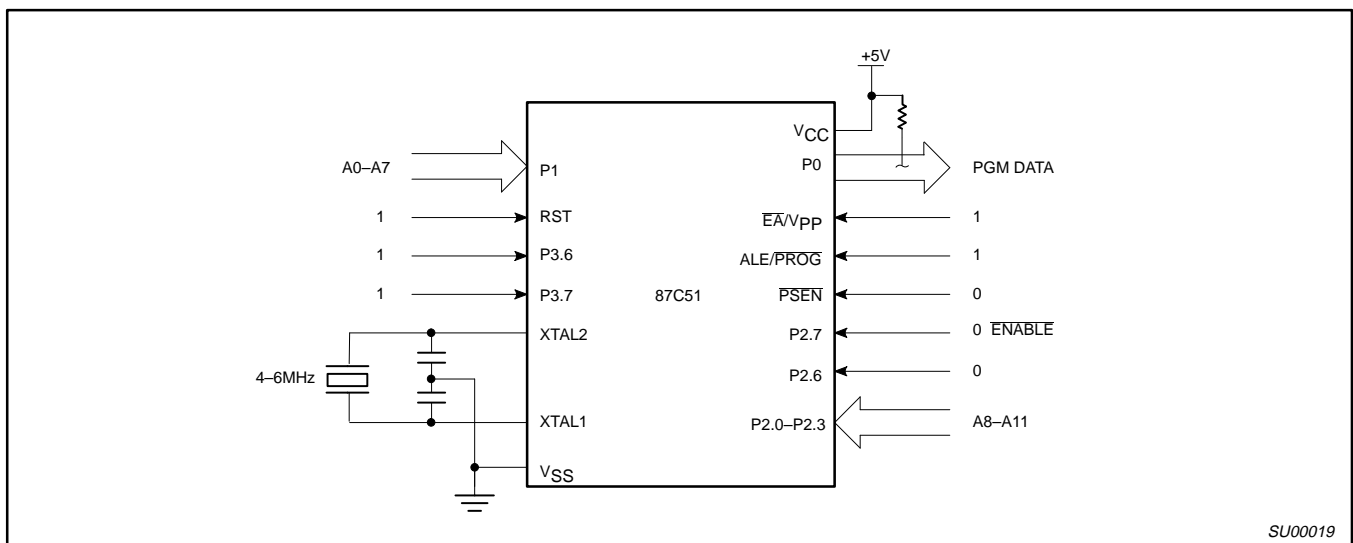 +5V
VCC
P0
PGM DATA
A0–A7
P1
1
RST
EA/VPP
1
1
P3.6
ALE/PROG
1
1
P3.7
87C51
PSEN
0
XTAL2
P2.7
0 ENABLE
4–6MHz
P2.6
0
XTAL1
P2.0–P2.3
A8–A11
VSS
SU00019